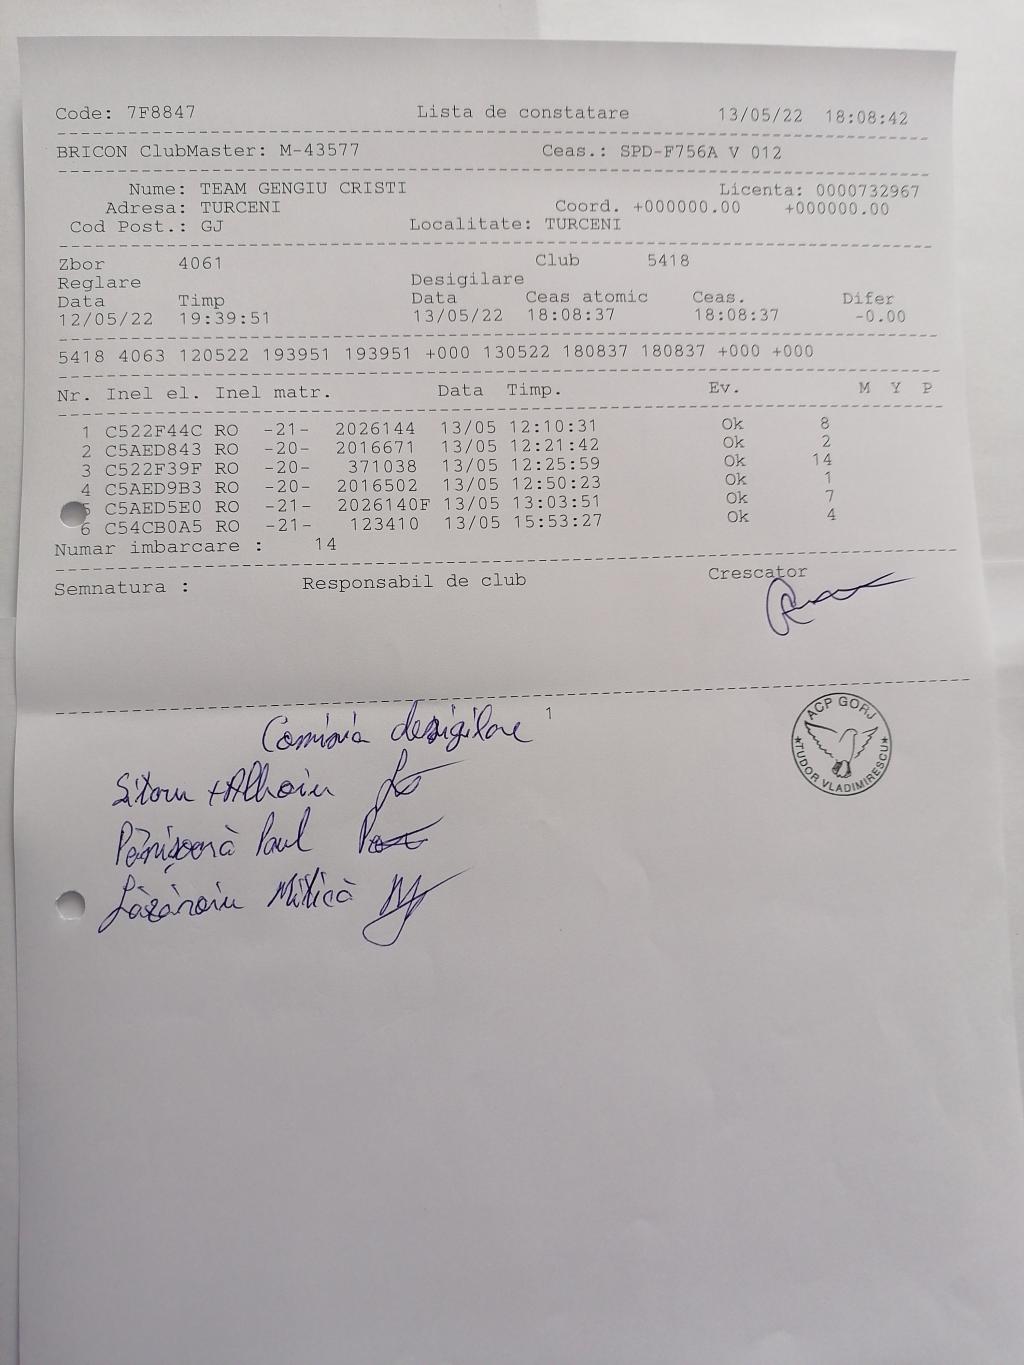 Code: 7F8847 Lista de constatare 13/05/22 18:08:42
BRICON ClubMaster: M-43577 Ceas.: SPD-F756A V 012
Nume: TEAM GENGIU CRISTI Licenta: 0000732967
Adresa: TURCENI Coord. +000000.00 +000000.00
Cod Post.: GJ Localitate: TURCENI
Zbor 4061 Club 5418
Reglare Desigilare
Data Timp Data Ceas atomic Ceas. Difer
12/05/22 19:39:51 13/05/22 18:08:37 18:08:37 -0.00
5418 4063 120522 193951 193951 +000 130522 180837 180837 +000 +000
Nr. Inel el. Inel matr. Data Timp. Ev. M Y P
1 C522F44C RO -21- 2026144 13/05 12:10:31 Ok 8
2 C5AED843 RO -20- 2016671 13/05 12:21:42 Ok 2
3 C522F39F RO -20- 371038 13/05 12:25:59 Ok 14
4 C5AED9B3 RO -20- 2016502 13/05 12:50:23 Ok 1
5 C5AED5E0 RO -21- 2026140F 13/05 13:03:51 Ok 7
6 C54CB0A5 RO -21- 123410 13/05 15:53:27 Ok 4
Numar imbarcare : 14
Semnatura : Responsabil de club Crescator
1
ACP GORJ
*TUDOR VLADIMIRESCU*
desigilare
Pănișoară Paul
Lăzăroiu Mitică